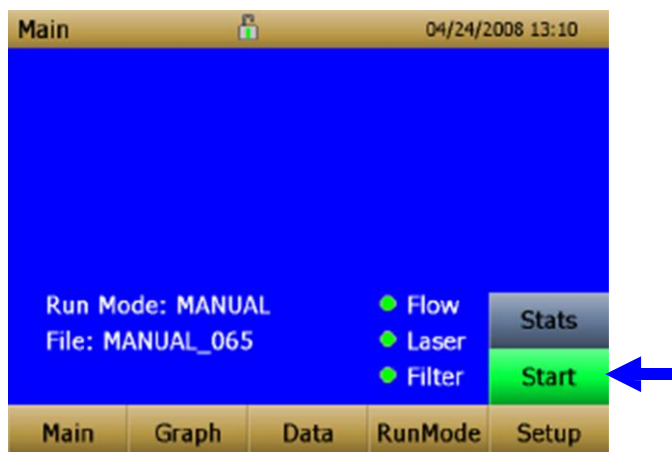 Main 04/24/2008 13:10
Run Mode: MANUAL
File: MANUAL_065
Flow
Laser
Filter
Stats
Start
Main Graph Data RunMode Setup